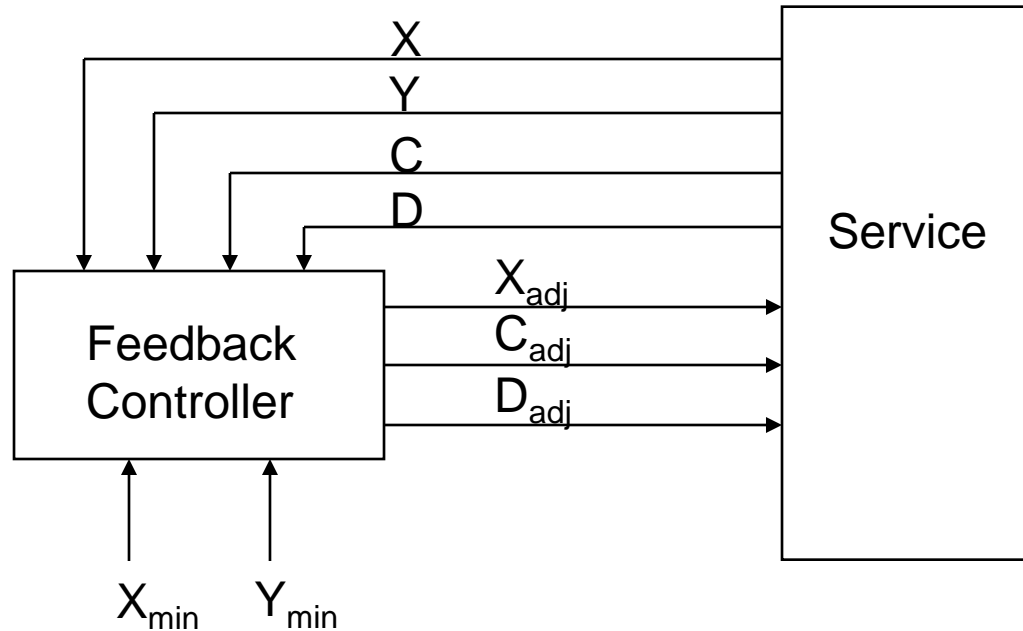 X
Y
C
D
Service
X_adj
C_adj
D_adj
Feedback
Controller
X_min
Y_min